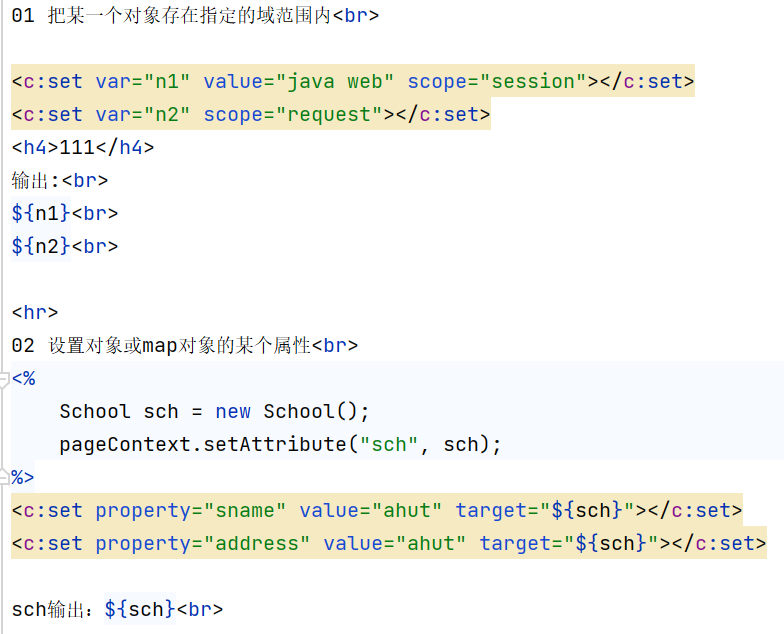 01 把某一个对象存在指定的域范围内<br>
<c:set var="n1" value="java web" scope="session"></c:set>
<c:set var="n2" scope="request"></c:set>
<h4>111</h4>
输出:<br>
${n1}<br>
${n2}<br>
<hr>
02 设置对象或map对象的某个属性<br>
<%
School sch = new School();
pageContext.setAttribute("sch", sch);
%>
<c:set property="sname" value="ahut" target="${sch}"></c:set>
<c:set property="address" value="ahut" target="${sch}"></c:set>
sch输出：${sch}<br>